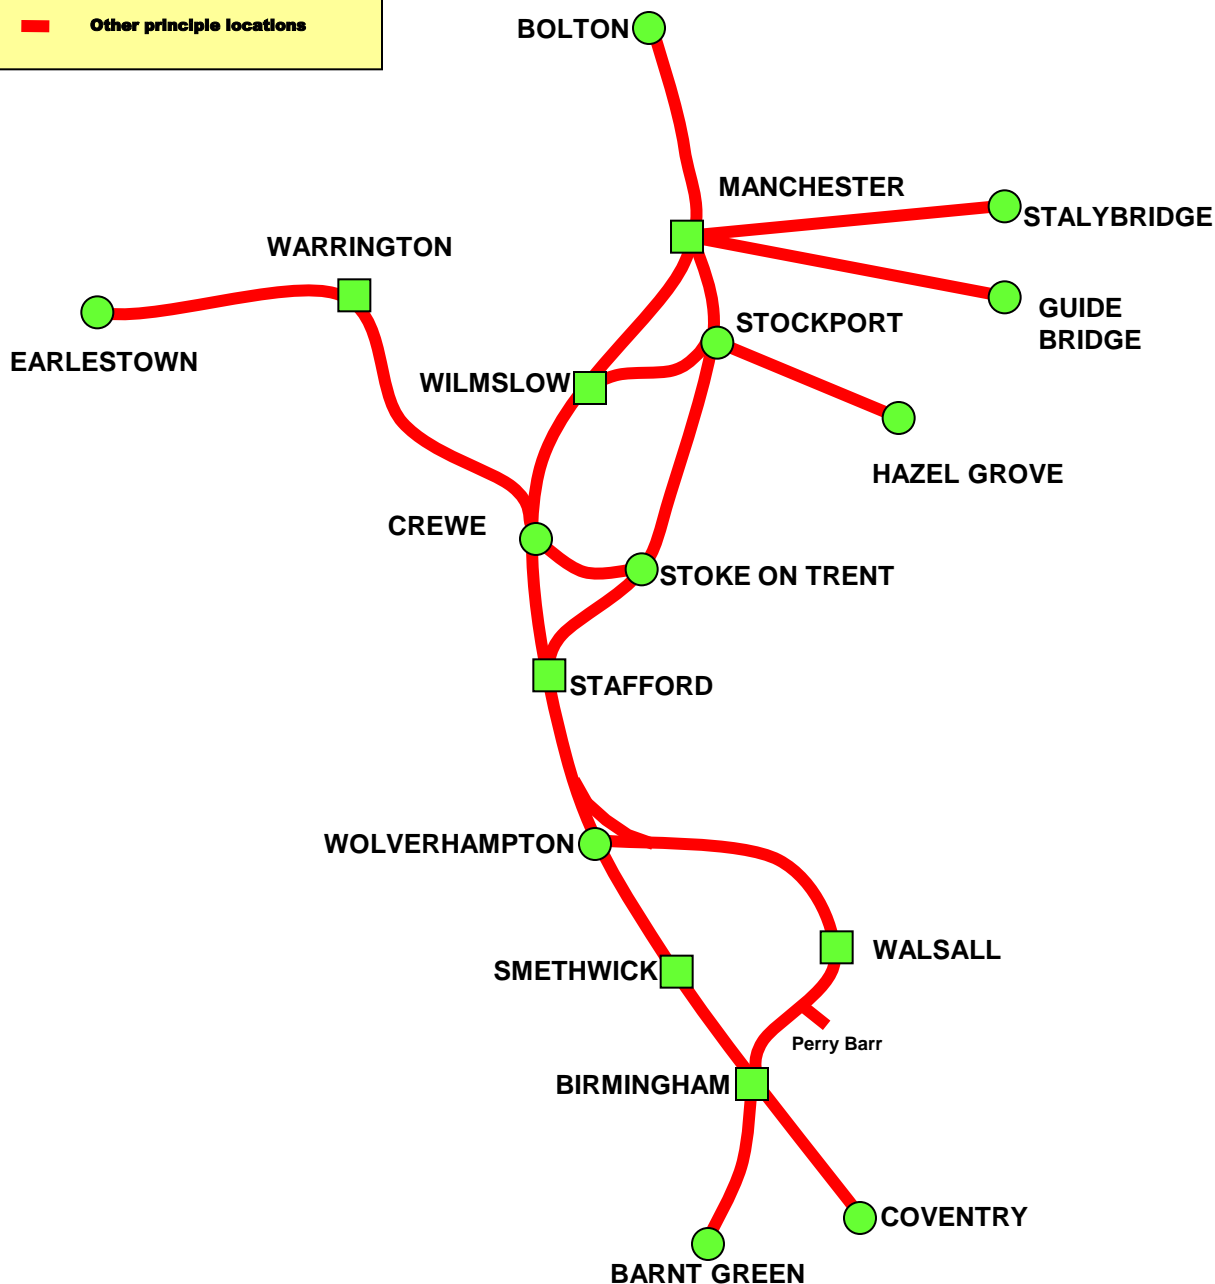 Other principle locations
BOLTON
MANCHESTER
STALYBRIDGE
WARRINGTON
GUIDE
BRIDGE
STOCKPORT
EARLESTOWN
WILMSLOW
HAZEL GROVE
CREWE
STOKE ON TRENT
STAFFORD
WOLVERHAMPTON
WALSALL
SMETHWICK
Perry Barr
BIRMINGHAM
COVENTRY
BARNT GREEN